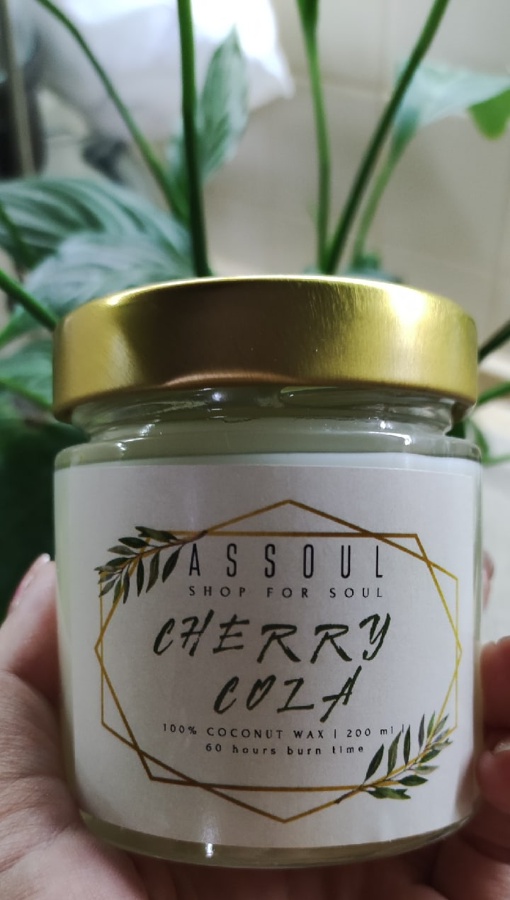 ASSOUL
SHOP FOR SOUL
CHERRY
COLA
100% COCONUT WAX | 200 ml |
60 hours burn time